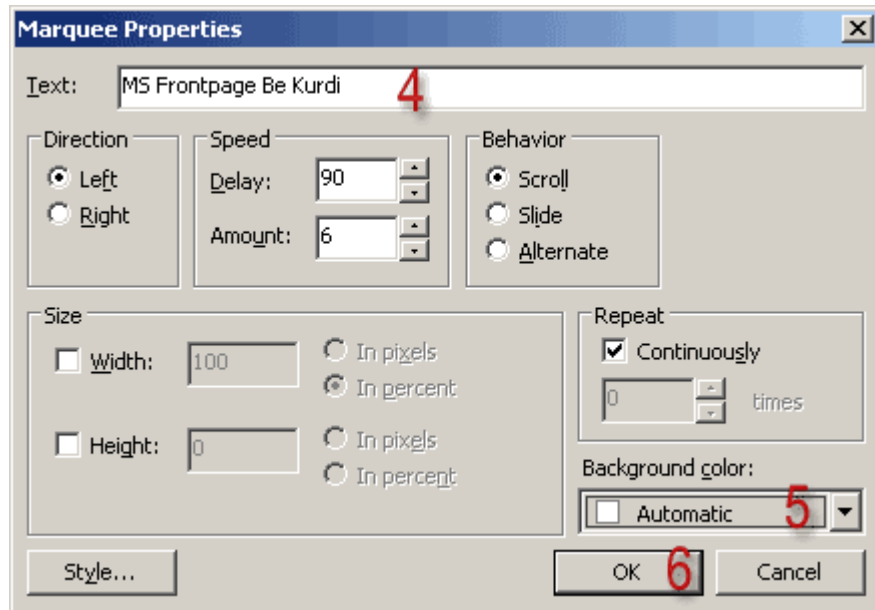 Marquee Properties
Text: MS Frontpage Be Kurdi 4
Direction
Left
Right
Speed
Delay: 90
Amount: 6
Behavior
Scroll
Slide
Alternate
Size
Width: 100
In pixels
In percent
Height: 0
In pixels
In percent
Repeat
Continuously
0 times
Background color:
Automatic 5
Style...
OK 6
Cancel